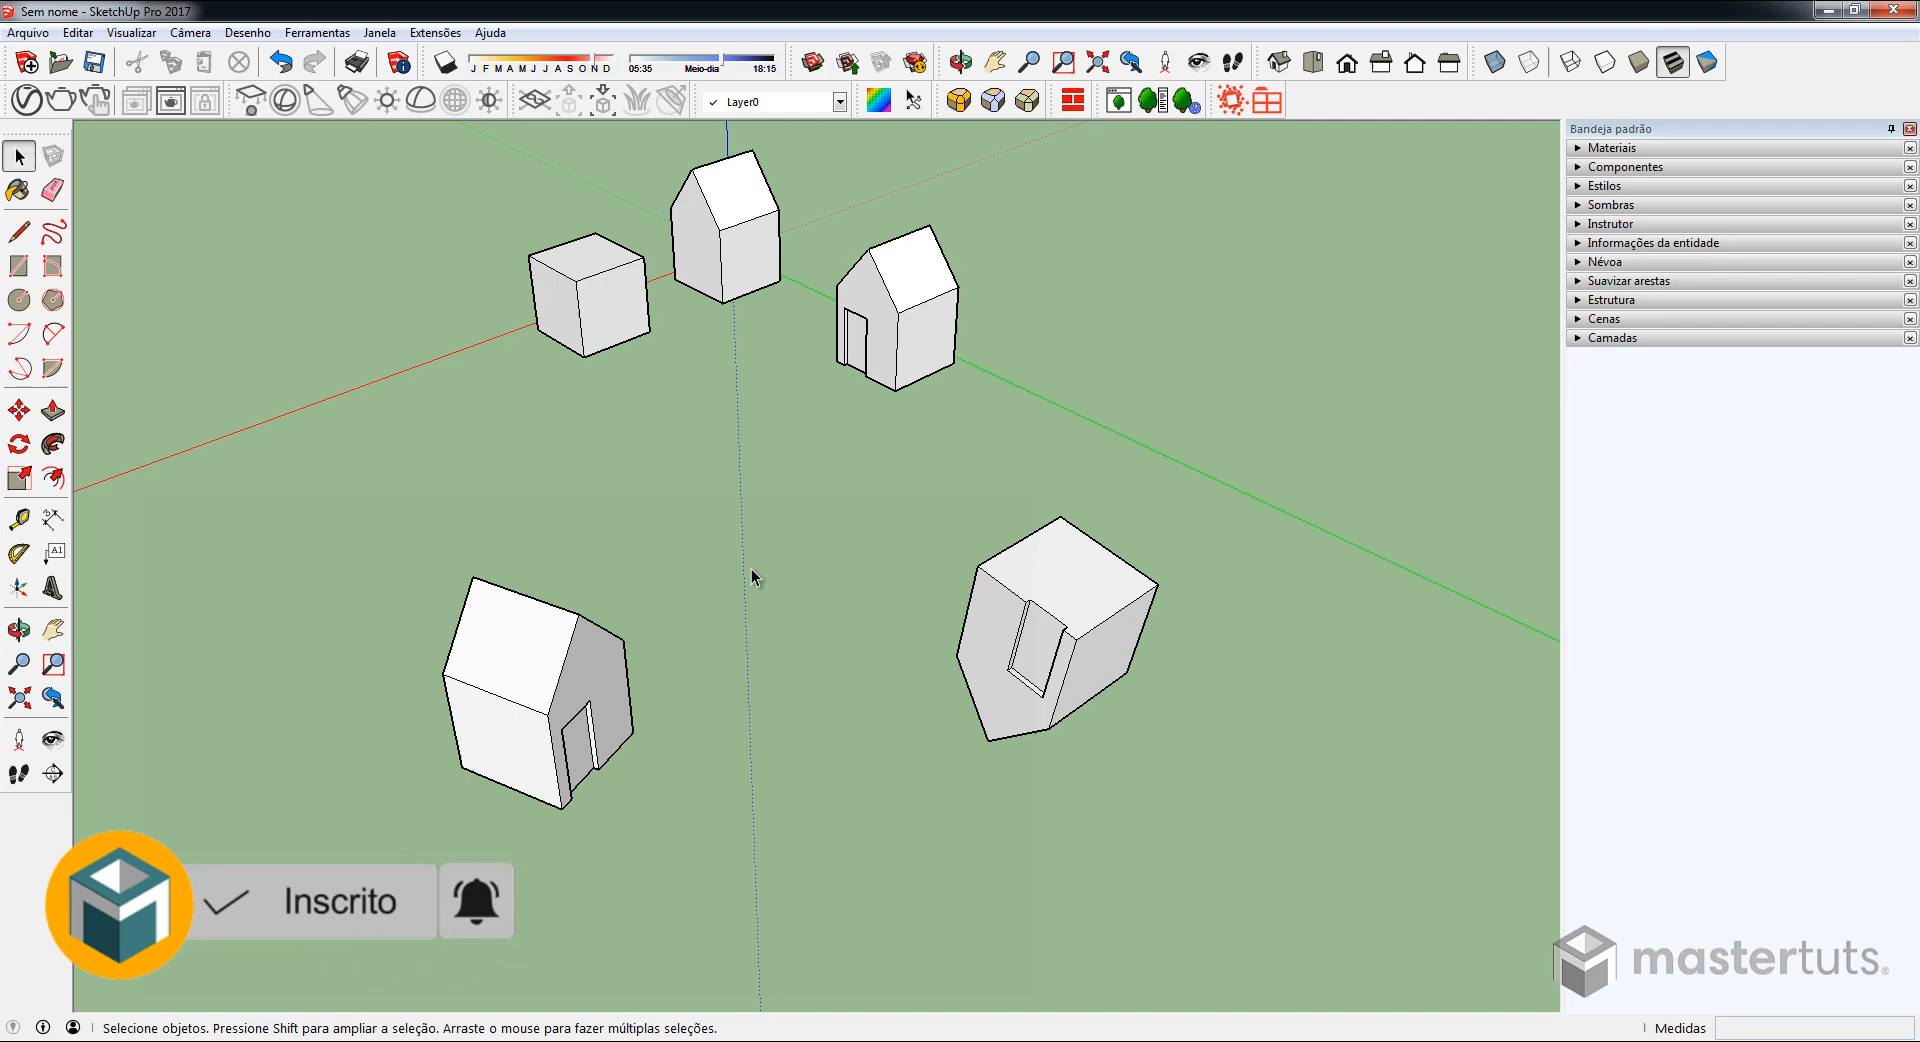 Sem nome - SketchUp Pro 2017
Arquivo Editar Visualizar Câmera Desenho Ferramentas Janela Extensões Ajuda
J F M A M J J A S O N D
05:35 Meio-dia 18:15
Layer0
Bandeja padrão
Materiais
Componentes
Estilos
Sombras
Instrutor
Informações da entidade
Névoa
Suavizar arestas
Estrutura
Cenas
Camadas
A1
Inscrito
mastertuts.
Selecione objetos. Pressione Shift para ampliar a seleção. Arraste o mouse para fazer múltiplas seleções.
Medidas